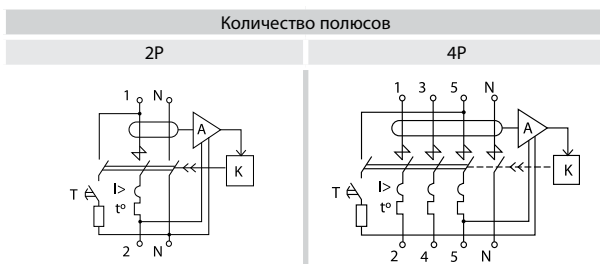 Количество полюсов
2P 4P
1 N 1 3 5 N
A A
K K
T I> T I>
t° t°
2 N 2 4 5 N